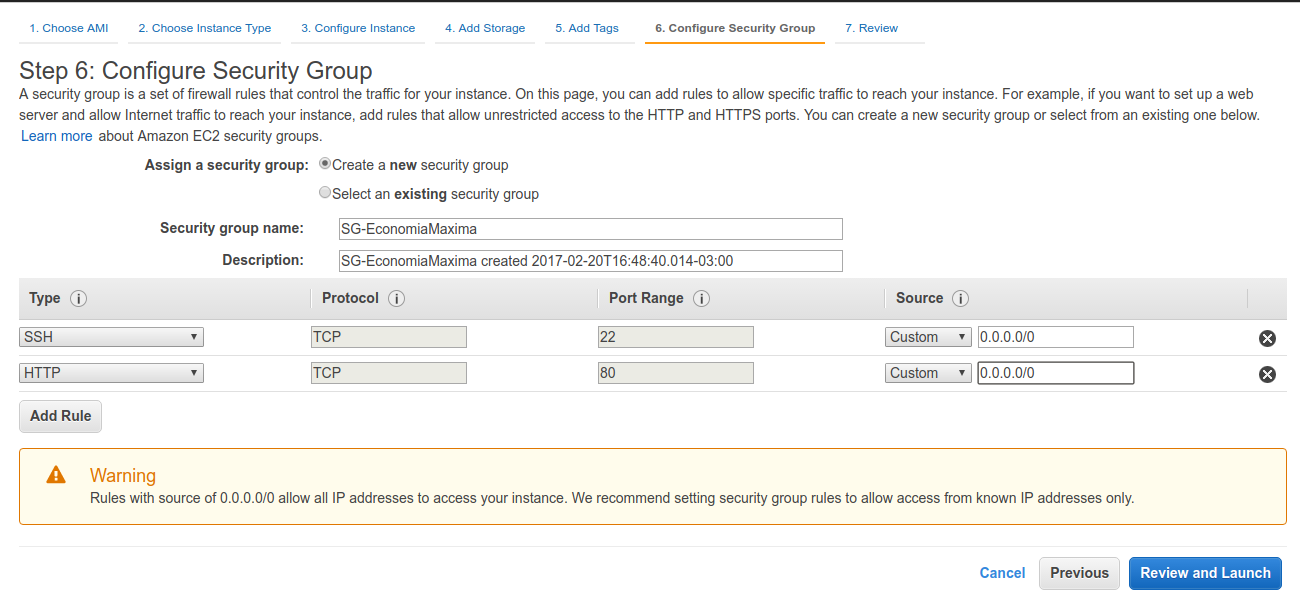 1. Choose AMI 2. Choose Instance Type 3. Configure Instance 4. Add Storage 5. Add Tags 6. Configure Security Group 7. Review
Step 6: Configure Security Group
A security group is a set of firewall rules that control the traffic for your instance. On this page, you can add rules to allow specific traffic to reach your instance. For example, if you want to set up a web
server and allow Internet traffic to reach your instance, add rules that allow unrestricted access to the HTTP and HTTPS ports. You can create a new security group or select from an existing one below.
Learn more about Amazon EC2 security groups.
Assign a security group: Create a new security group
Select an existing security group
Security group name: SG-EconomiaMaxima
Description: SG-EconomiaMaxima created 2017-02-20T16:48:40.014-03:00
Type i Protocol i Port Range i Source i
SSH TCP 22 Custom 0.0.0.0/0
HTTP TCP 80 Custom 0.0.0.0/0
Add Rule
Warning
Rules with source of 0.0.0.0/0 allow all IP addresses to access your instance. We recommend setting security group rules to allow access from known IP addresses only.
Cancel Previous Review and Launch